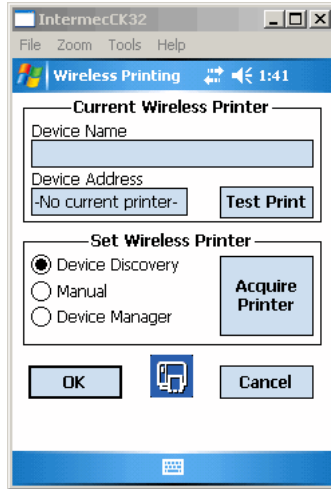 IntermecCK32
File Zoom Tools Help
Wireless Printing 1:41
Current Wireless Printer
Device Name
Device Address
-No current printer-
Test Print
Set Wireless Printer
Device Discovery
Manual
Device Manager
Acquire
Printer
OK
Cancel